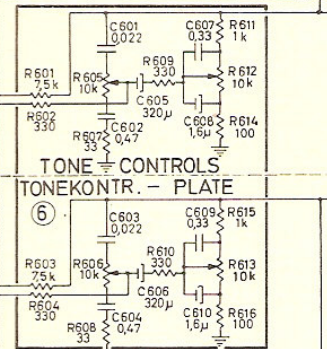 C601
0,022
C607
0,33
R611
1k
R601
7,5k
R605
10k
R609
330
R612
10k
R602
330
C605
320µ
C602
0,47
R607
33
C608
1,6µ
R614
100
TONE CONTROLS
TONEKONTR. - PLATE
6
C603
0,022
C609
0,33
R615
1k
R603
75k
R606
10k
R610
330
R613
10k
R604
330
C606
320µ
C604
0,47
R608
33
C610
1,6µ
R616
100